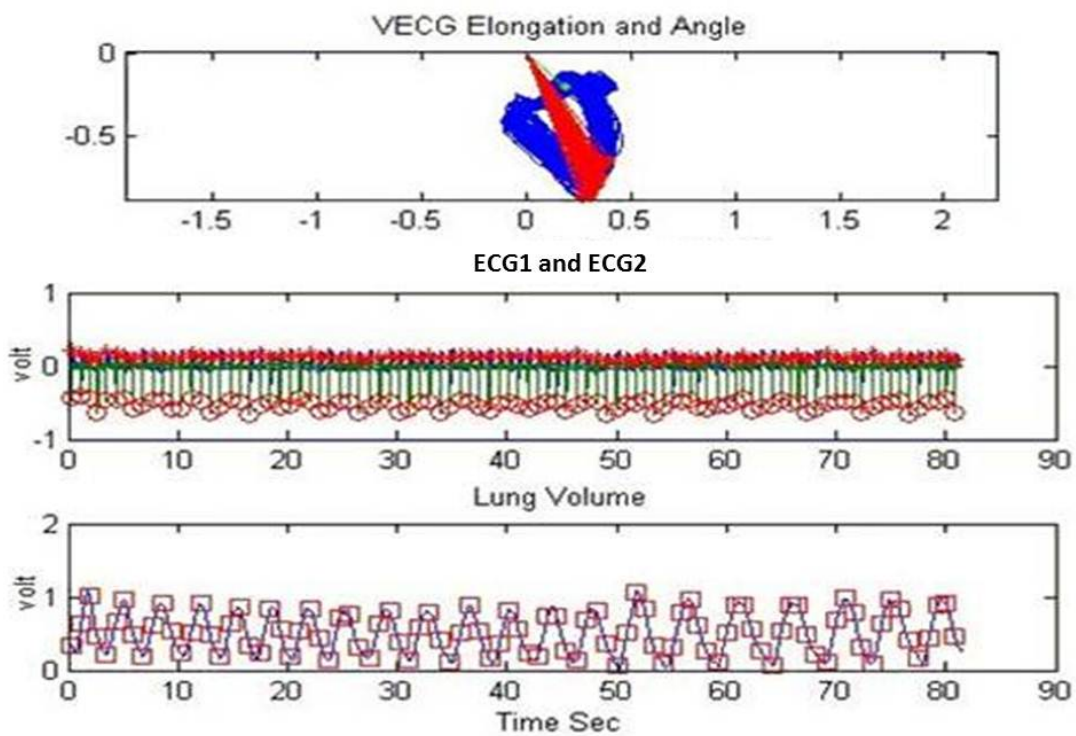 VECG Elongation and Angle
0
-0.5
-1.5 -1 -0.5 0 0.5 1 1.5 2
ECG1 and ECG2
1
volt
0
-1
0 10 20 30 40 50 60 70 80 90
Lung Volume
2
volt
1
0
0 10 20 30 40 50 60 70 80 90
Time Sec